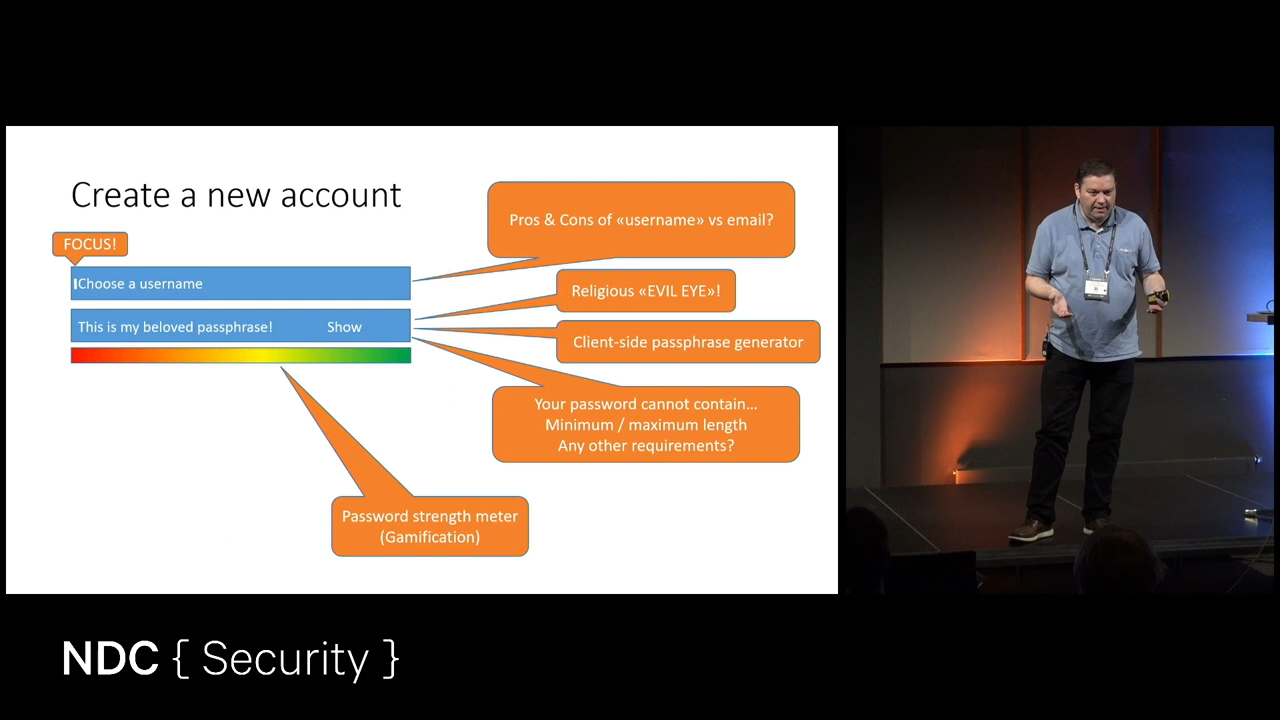 Create a new account
FOCUS!
Choose a username
This is my beloved passphrase!
Show
Pros & Cons of «username» vs email?
Religious «EVIL EYE»!
Client-side passphrase generator
Your password cannot contain...
Minimum / maximum length
Any other requirements?
Password strength meter
(Gamification)
NDC { Security }